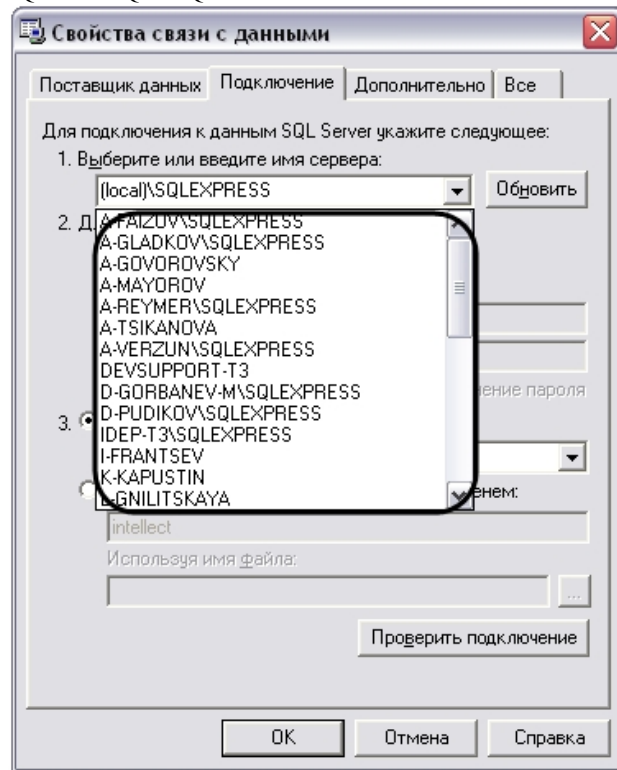 Свойства связи с данными
Поставщик данных Подключение Дополнительно Все
Для подключения к данным SQL Server укажите следующее:
1. Выберите или введите имя сервера:
(local)\SQLEXPRESS Обновить
2. Д
A-FAIZOV\SQLEXPRESS
A-GLADKOV\SQLEXPRESS
A-GOVOROVSKY
A-MAYOROV
A-REYMER\SQLEXPRESS
A-TSIKANOVA
A-VERZUN\SQLEXPRESS
DEVSUPPORT-T3
D-GORBANEV-M\SQLEXPRESS
ение пароля
D-PUDIKOV\SQLEXPRESS
3.
IDEP-T3\SQLEXPRESS
I-FRANTSEV
K-KAPUSTIN
енем:
L-GNILITSKAYA
intellect
Используя имя файла:
...
Проверить подключение
OK Отмена Справка